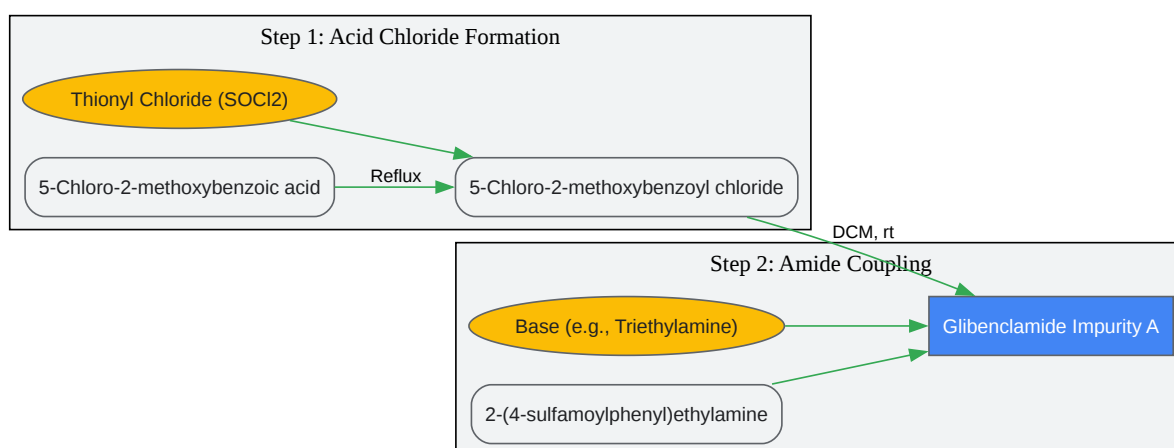 Step 1: Acid Chloride Formation
Thionyl Chloride (SOCl2)
5-Chloro-2-methoxybenzoic acid
Reflux
5-Chloro-2-methoxybenzoyl chloride
DCM, rt
Step 2: Amide Coupling
Base (e.g., Triethylamine)
Glibenclamide Impurity A
2-(4-sulfamoylphenyl)ethylamine